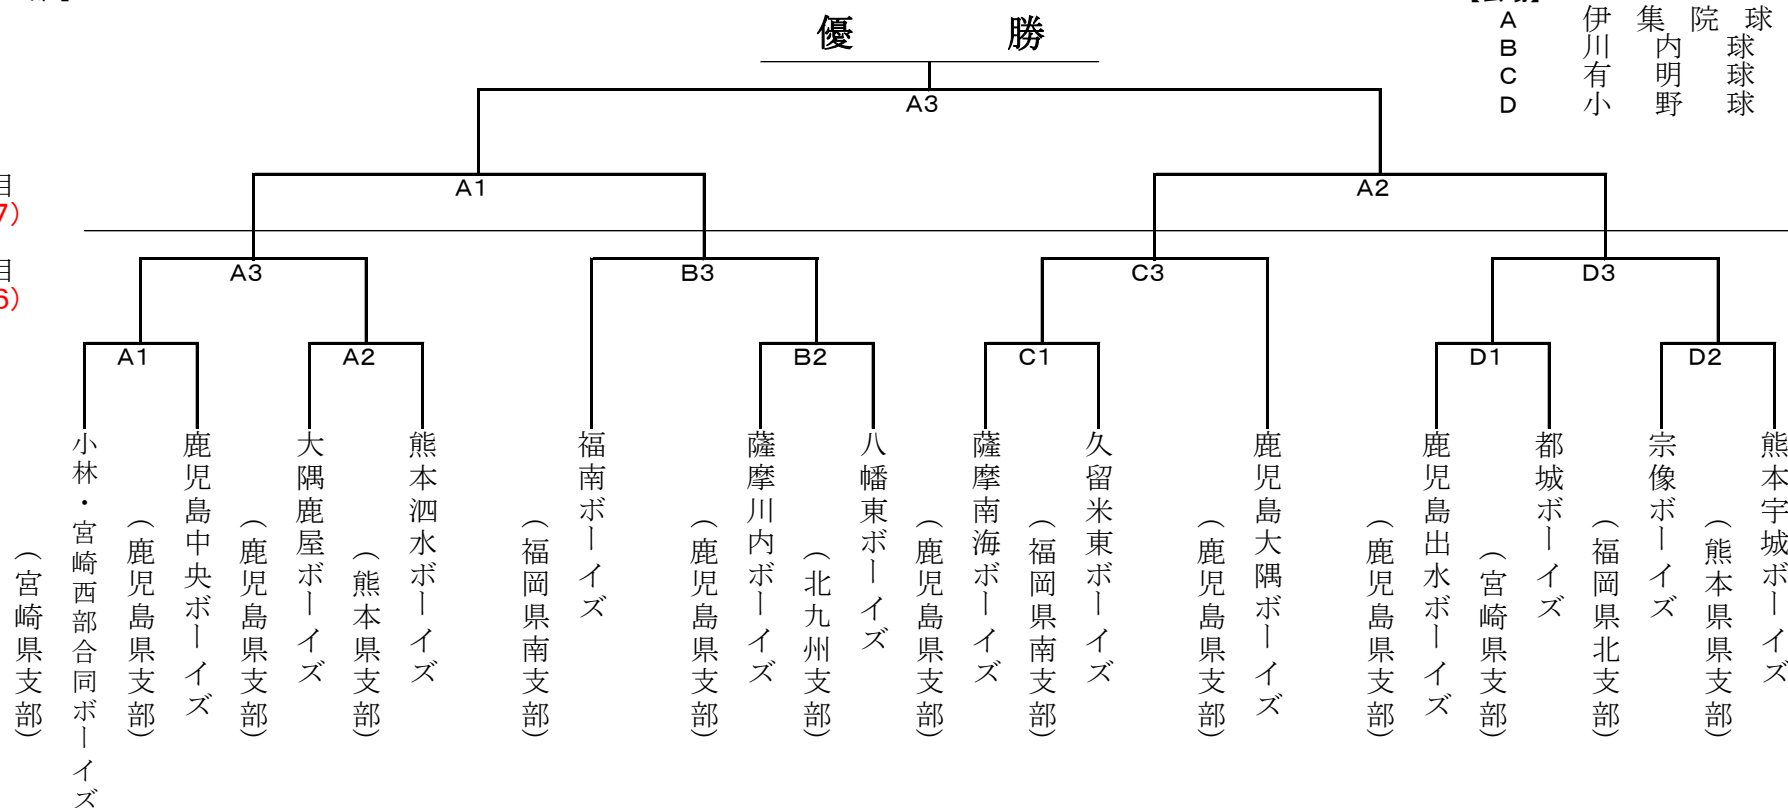 優 勝
A 伊集院球
B 川内球
C 有明球
D 小野球
A3
A1 A2
目
7)
A3 B3 C3 D3
目
6)
A1 A2 B2 C1 D1 D2
小林・宮崎西部合同ボーイズ
(宮崎県支部)
鹿児島中央ボーイズ
(鹿児島県支部)
大隅鹿屋ボーイズ
(鹿児島県支部)
熊本泗水ボーイズ
(熊本県支部)
福南ボーイズ
(福岡県南支部)
薩摩川内ボーイズ
(鹿児島県支部)
八幡東ボーイズ
(北九州支部)
薩摩南海ボーイズ
(鹿児島県支部)
久留米東ボーイズ
(福岡県南支部)
鹿児島大隅ボーイズ
(鹿児島県支部)
鹿児島出水ボーイズ
(鹿児島県支部)
都城ボーイズ
(宮崎県支部)
宗像ボーイズ
(福岡県北支部)
熊本宇城ボーイズ
(熊本県県支部)